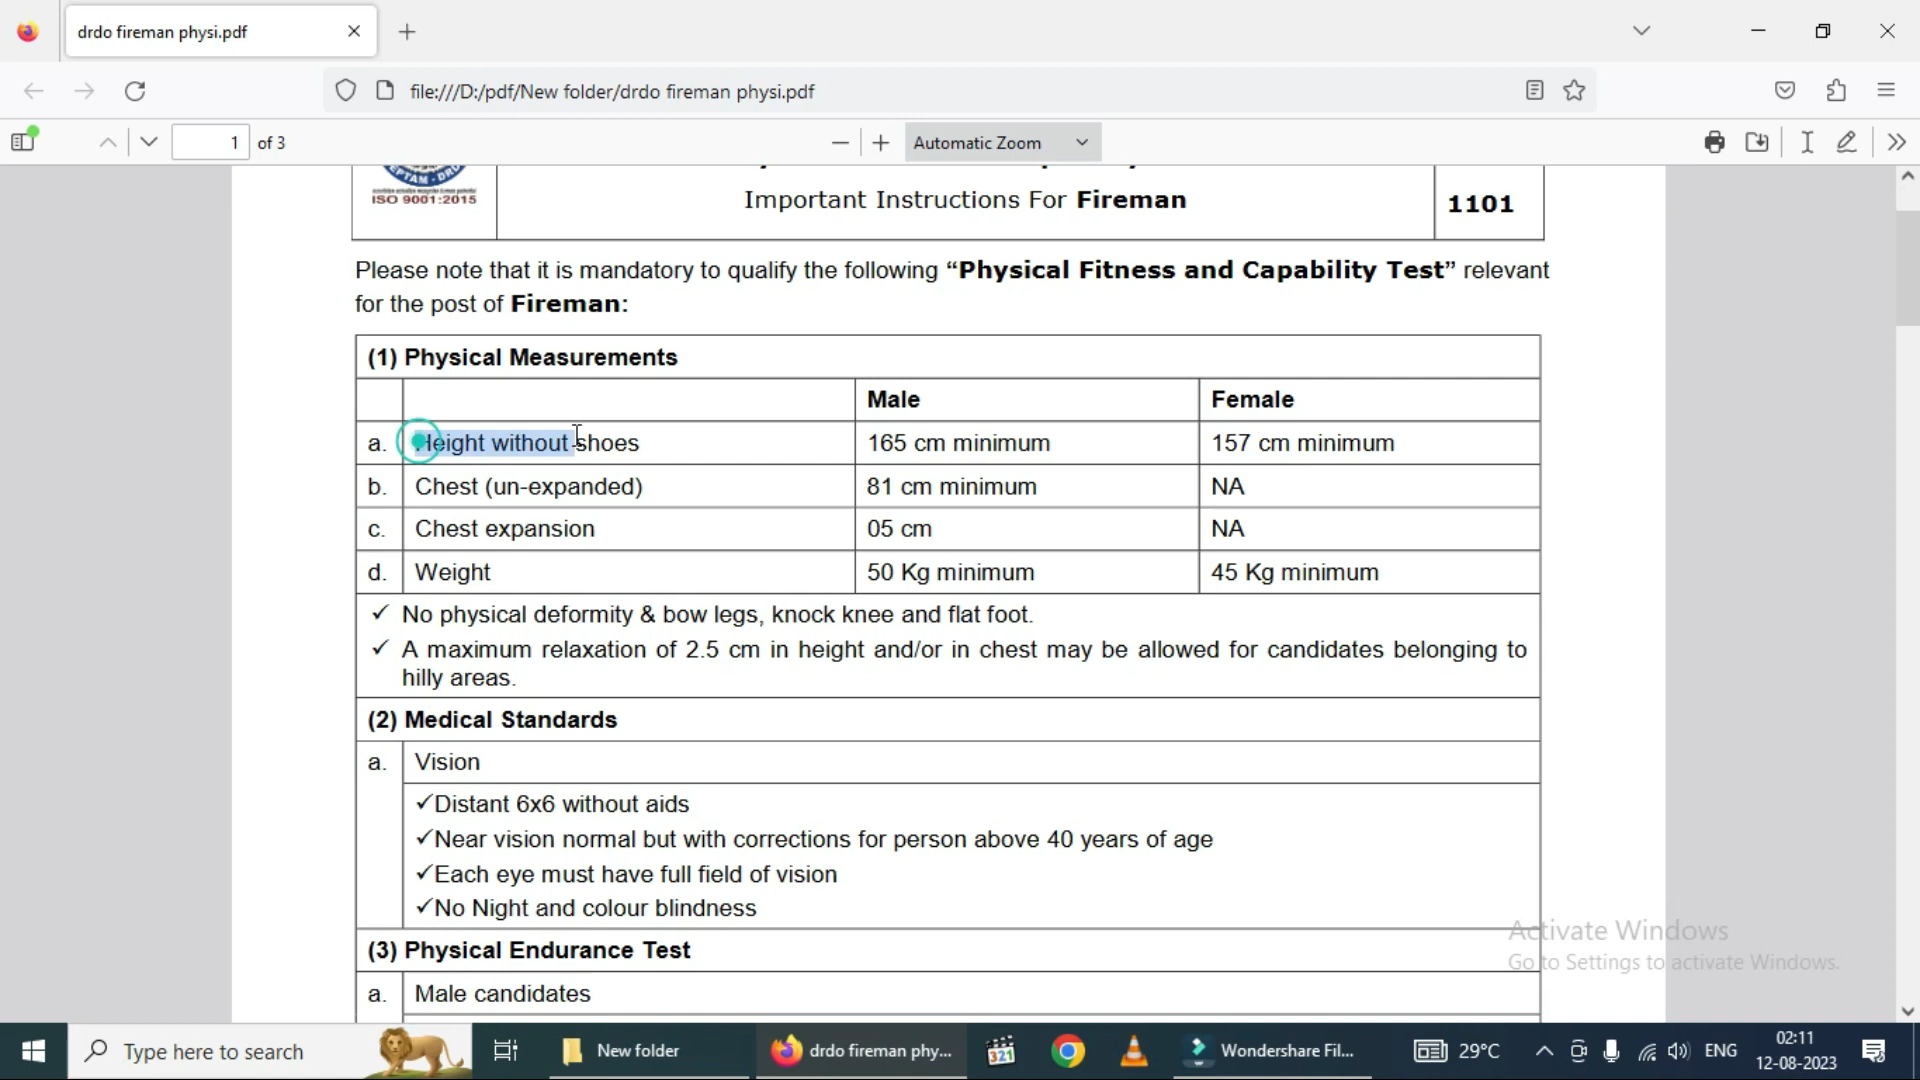 drdo fireman physi.pdf
file:///D:/pdf/New folder/drdo fireman physi.pdf
1 of 3
Automatic Zoom
ISO 9001:2015
Important Instructions For Fireman
1101
Please note that it is mandatory to qualify the following “Physical Fitness and Capability Test” relevant
for the post of Fireman:
(1) Physical Measurements
Male Female
a. Height without shoes 165 cm minimum 157 cm minimum
b. Chest (un-expanded) 81 cm minimum NA
c. Chest expansion 05 cm NA
d. Weight 50 Kg minimum 45 Kg minimum
✓ No physical deformity & bow legs, knock knee and flat foot.
✓ A maximum relaxation of 2.5 cm in height and/or in chest may be allowed for candidates belonging to
hilly areas.
(2) Medical Standards
a. Vision
✓Distant 6x6 without aids
✓Near vision normal but with corrections for person above 40 years of age
✓Each eye must have full field of vision
✓No Night and colour blindness
(3) Physical Endurance Test
a. Male candidates
Activate Windows
Go to Settings to activate Windows.
Type here to search
New folder
drdo fireman phy...
321
Wondershare Fil...
29°C
ENG
02:11
12-08-2023